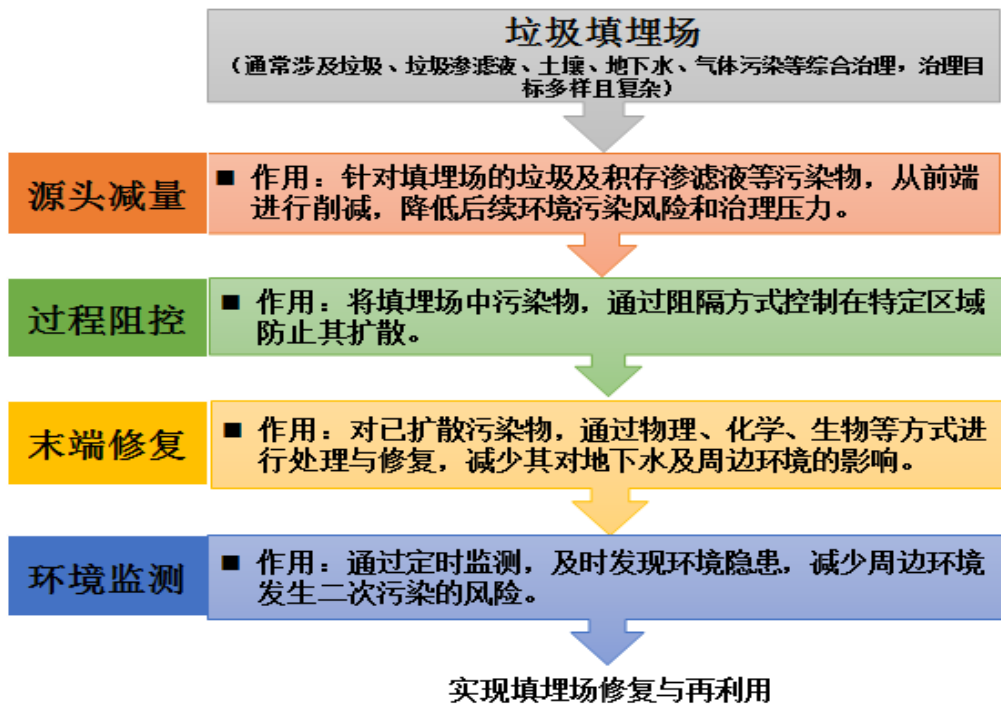 垃圾填埋场
（通常涉及垃圾、垃圾渗滤液、土壤、地下水、气体污染等综合治理，治理目
标多样且复杂）
源头减量
■ 作用：针对填埋场的垃圾及积存渗滤液等污染物，从前端
进行削减，降低后续环境污染风险和治理压力。
过程阻控
■ 作用：将填埋场中污染物，通过阻隔方式控制在特定区域
防止其扩散。
末端修复
■ 作用：对已扩散污染物，通过物理、化学、生物等方式进
行处理与修复，减少其对地下水及周边环境的影响。
环境监测
■ 作用：通过定时监测，及时发现环境隐患，减少周边环境
发生二次污染的风险。
实现填埋场修复与再利用